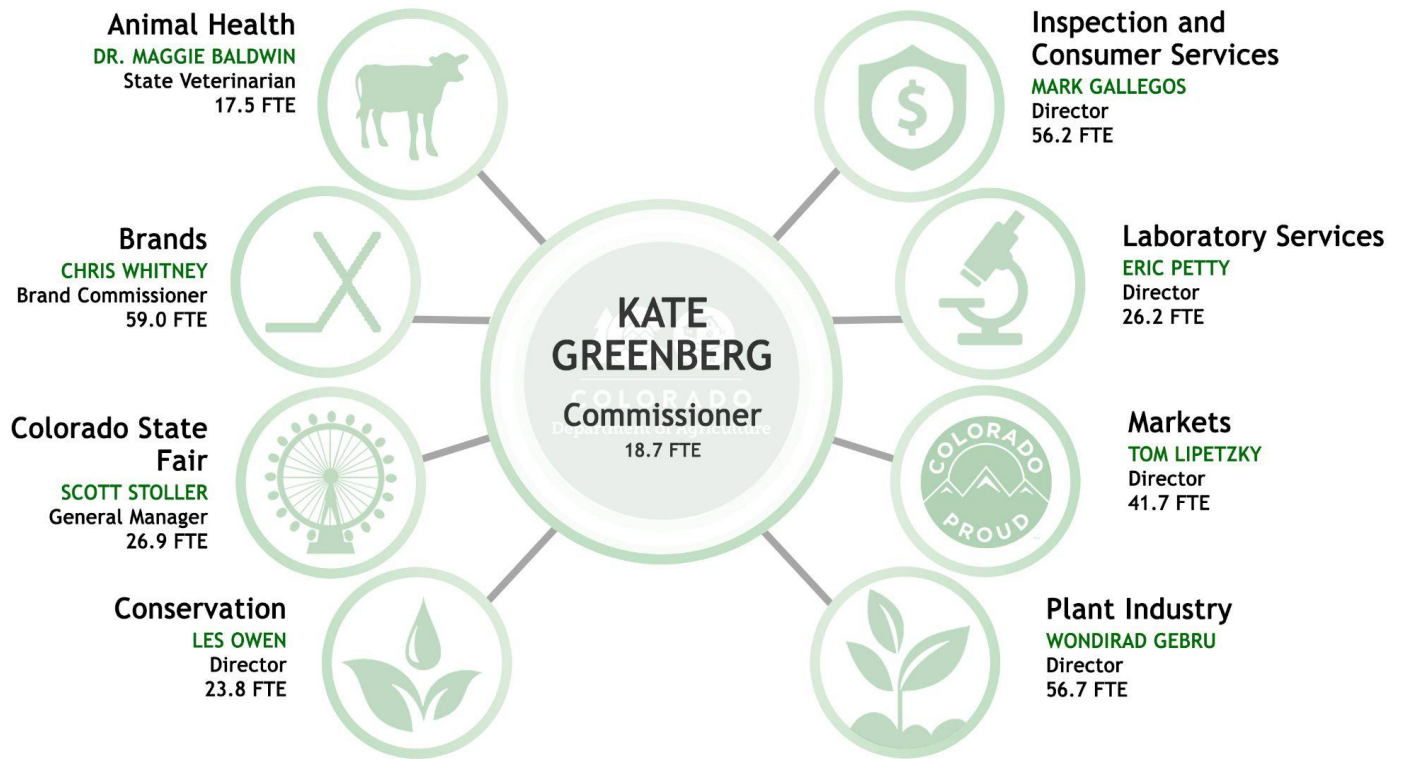 Animal Health
DR. MAGGIE BALDWIN
State Veterinarian
17.5 FTE
Brands
CHRIS WHITNEY
Brand Commissioner
59.0 FTE
Colorado State
Fair
SCOTT STOLLER
General Manager
26.9 FTE
Conservation
LES OWEN
Director
23.8 FTE
KATE
GREENBERG
COLORADO
Commissioner
Department of Agriculture
18.7 FTE
Inspection and
Consumer Services
MARK GALLEGOS
Director
56.2 FTE
$
Laboratory Services
ERIC PETTY
Director
26.2 FTE
Markets
TOM LIPETZKY
Director
41.7 FTE
COLORADO
PROUD
Plant Industry
WONDIRAD GEBRU
Director
56.7 FTE